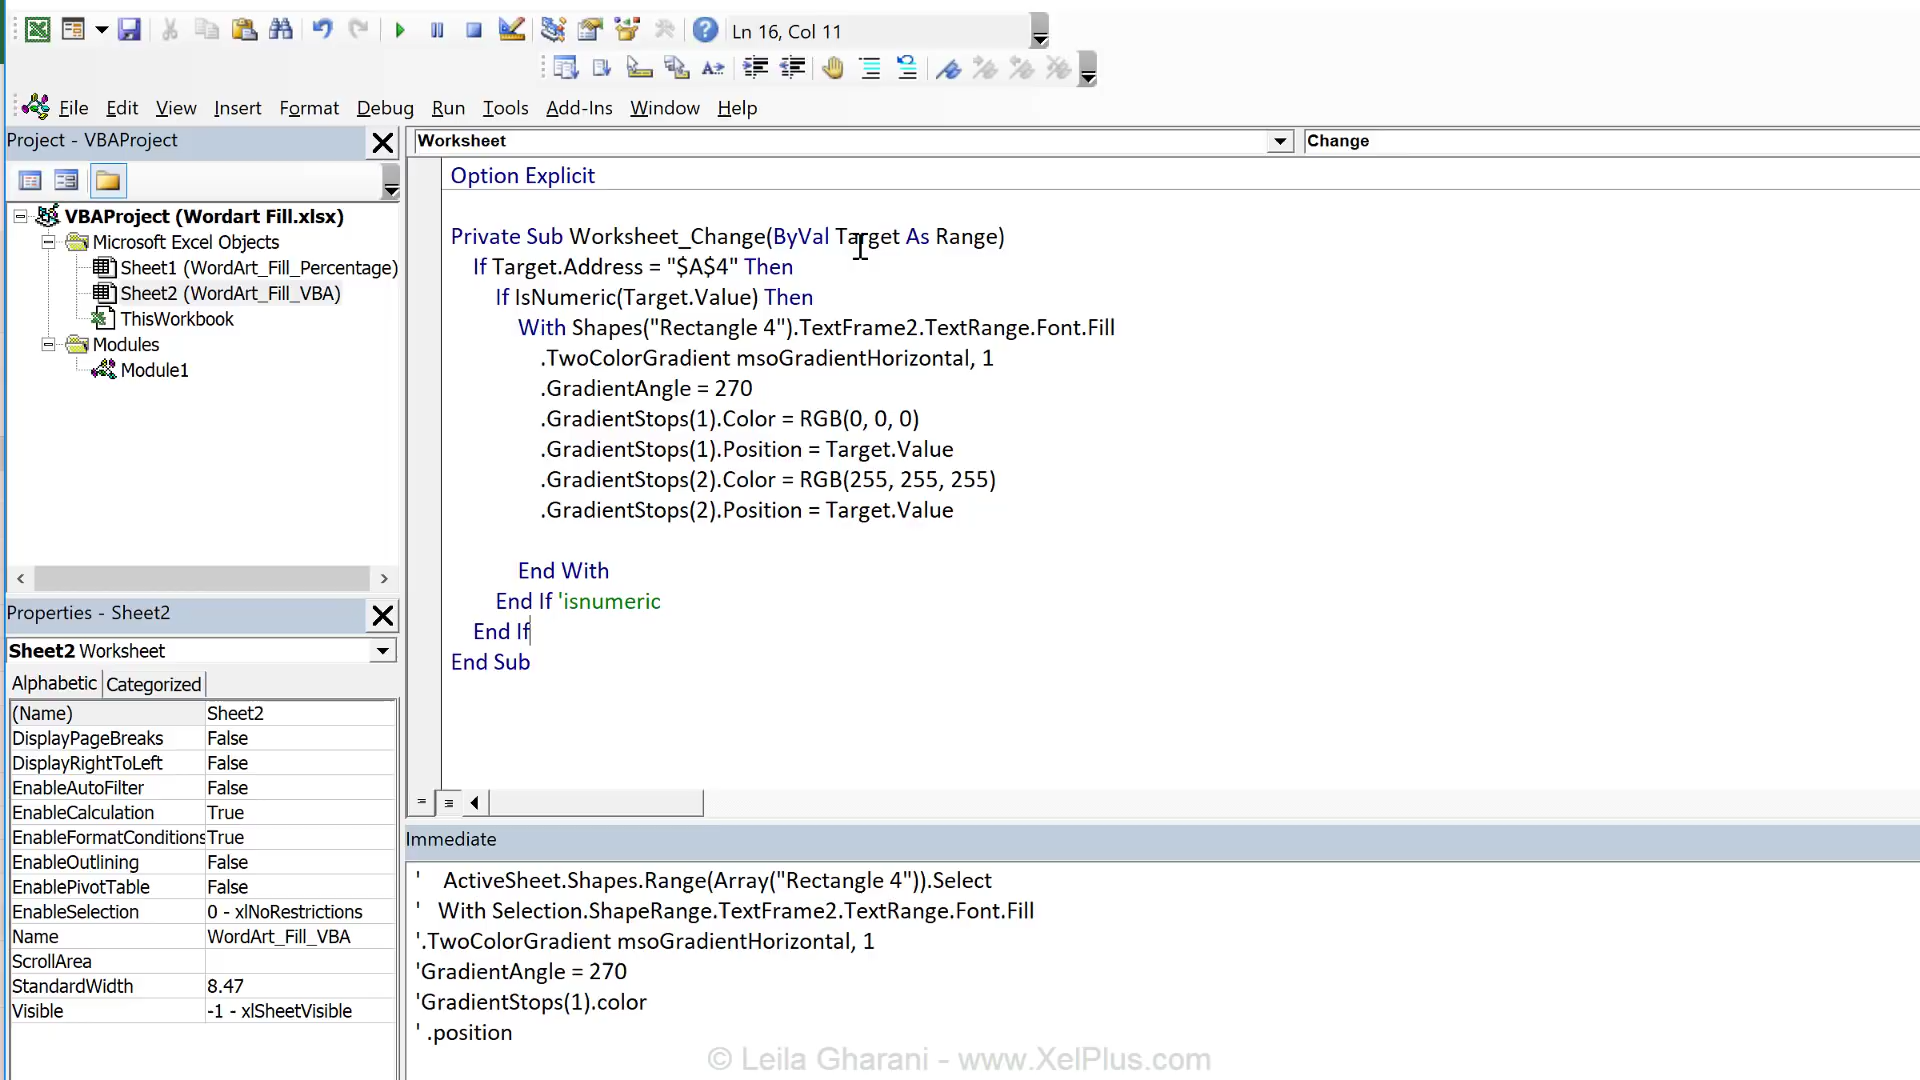 Ln 16, Col 11
File Edit View Insert Format Debug Run Tools Add-Ins Window Help
Project - VBAProject
Worksheet
Change
VBAProject (Wordart Fill.xlsx)
Microsoft Excel Objects
Sheet1 (WordArt_Fill_Percentage)
Sheet2 (WordArt_Fill_VBA)
ThisWorkbook
Modules
Module1
Option Explicit
Private Sub Worksheet_Change(ByVal Target As Range)
If Target.Address = "$A$4" Then
If IsNumeric(Target.Value) Then
With Shapes("Rectangle 4").TextFrame2.TextRange.Font.Fill
.TwoColorGradient msoGradientHorizontal, 1
.GradientAngle = 270
.GradientStops(1).Color = RGB(0, 0, 0)
.GradientStops(1).Position = Target.Value
.GradientStops(2).Color = RGB(255, 255, 255)
.GradientStops(2).Position = Target.Value
End With
End If 'isnumeric
End If
End Sub
Properties - Sheet2
Sheet2 Worksheet
Alphabetic Categorized
(Name) Sheet2
DisplayPageBreaks False
DisplayRightToLeft False
EnableAutoFilter False
EnableCalculation True
EnableFormatConditions True
EnableOutlining False
EnablePivotTable False
EnableSelection 0 - xlNoRestrictions
Name WordArt_Fill_VBA
ScrollArea
StandardWidth 8.47
Visible -1 - xlSheetVisible
Immediate
' ActiveSheet.Shapes.Range(Array("Rectangle 4")).Select
' With Selection.ShapeRange.TextFrame2.TextRange.Font.Fill
'.TwoColorGradient msoGradientHorizontal, 1
'GradientAngle = 270
'GradientStops(1).color
' .position
© Leila Gharani - www.XelPlus.com